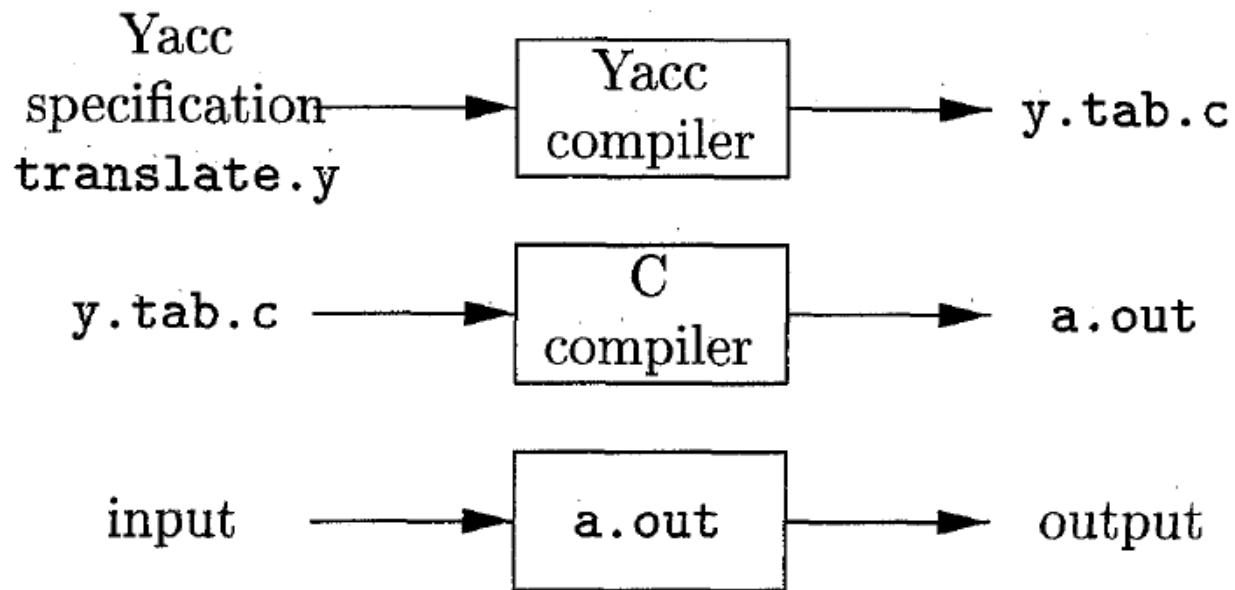 Yacc
specification
translate.y
Yacc
compiler
y.tab.c
y.tab.c
C
compiler
a.out
input
a.out
output